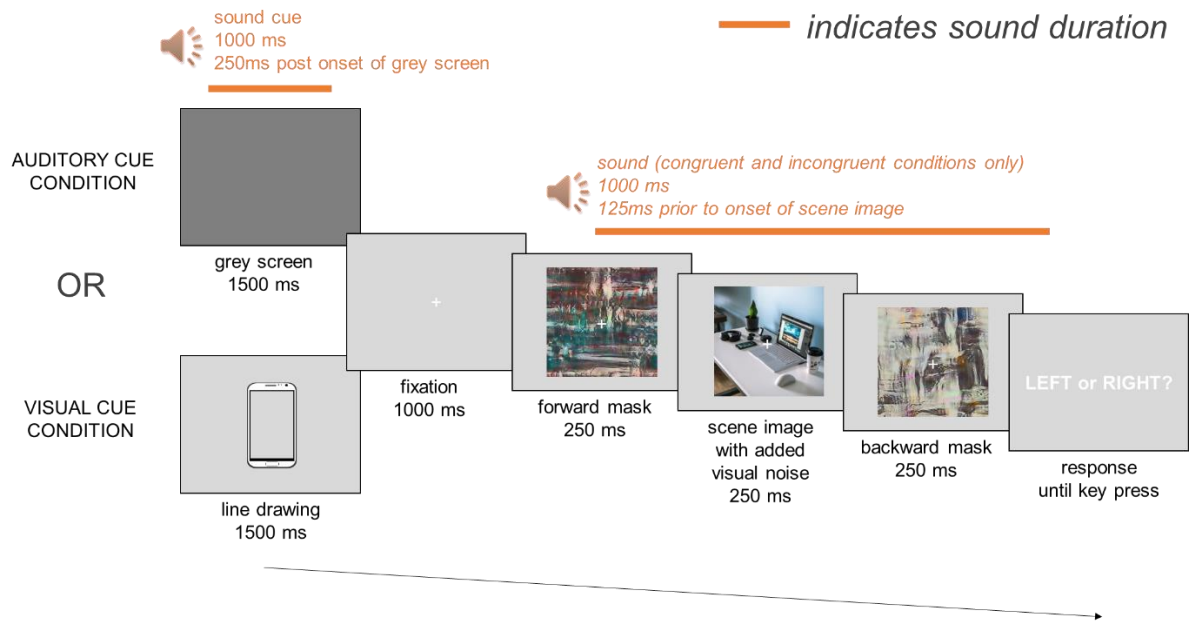 sound cue
1000 ms
250ms post onset of grey screen
indicates sound duration
AUDITORY CUE
CONDITION
sound (congruent and incongruent conditions only)
1000 ms
125ms prior to onset of scene image
grey screen
1500 ms
OR
VISUAL CUE
CONDITION
line drawing
1500 ms
fixation
1000 ms
forward mask
250 ms
scene image
with added
visual noise
250 ms
backward mask
250 ms
LEFT or RIGHT?
response
until key press